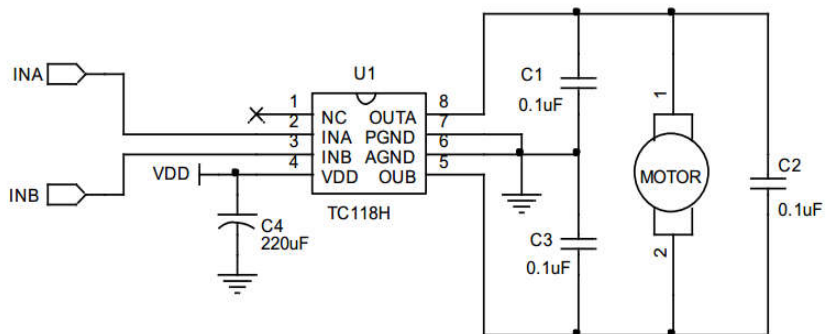 INA
INB
VDD
U1
1
2
3
4
NC
INA
INB
VDD
OUTA
PGND
AGND
OUB
8
7
6
5
TC118H
C4
220uF
C1
0.1uF
C3
0.1uF
1
MOTOR
2
C2
0.1uF